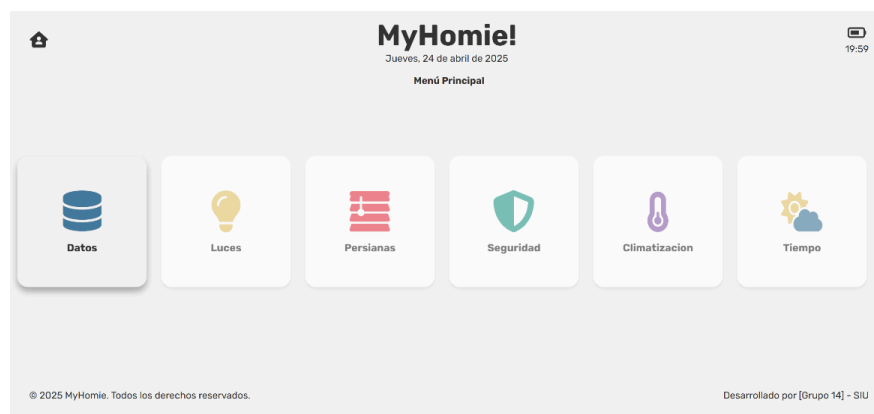 MyHomie!
Jueves, 24 de abril de 2025
19:59
Menú Principal
Datos
Luces
Persianas
Seguridad
Climatizacion
Tiempo
© 2025 MyHomie. Todos los derechos reservados.
Desarrollado por [Grupo 14] - SIU